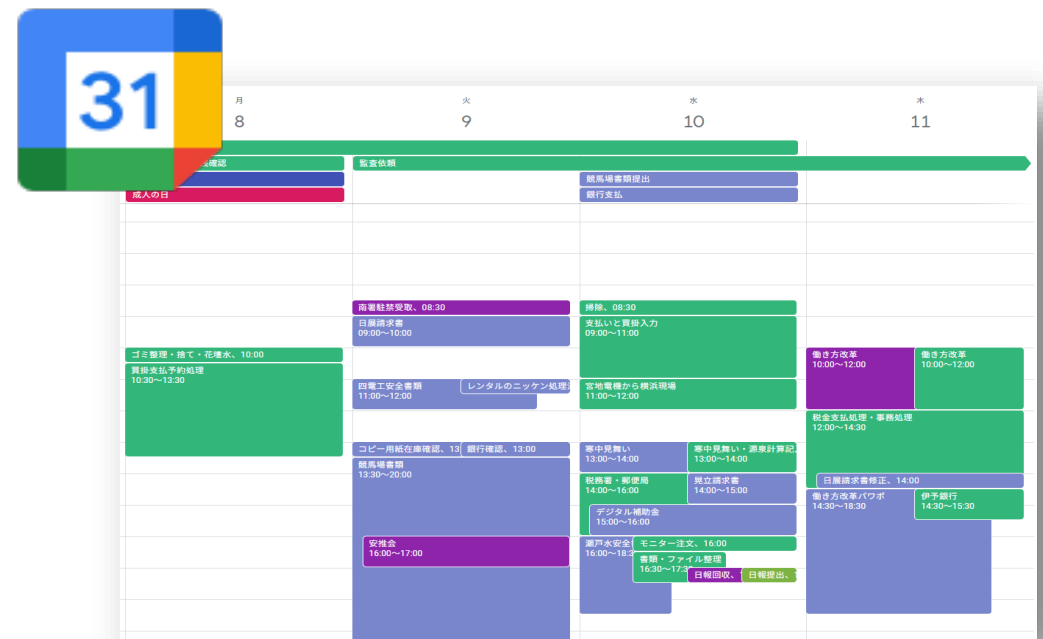 31
月
8
火
9
水
10
木
11
確認
監査依頼
競馬場書類提出
成人の日
銀行支払
南署駐禁受取、08:30
掃除、08:30
日展請求書
09:00～10:00
支払いと買掛入力
09:00～11:00
ゴミ整理・捨て・花壇水、10:00
買掛支払予約処理
10:30～13:30
働き方改革
10:00～12:00
働き方改革
10:00～12:00
四電工安全書類
11:00～12:00
レンタルのニッケン処理
宮地電機から横浜現場
11:00～12:00
税金支払処理・事務処理
12:00～14:30
コピー用紙在庫確認、13
銀行確認、13:00
競馬場書類
13:30～20:00
寒中見舞い
13:00～14:00
寒中見舞い・源泉計算記
13:00～14:00
税務署・郵便局
14:00～16:00
晃立請求書
14:00～15:00
日展請求書修正、14:00
デジタル補助金
15:00～16:00
働き方改革パワポ
14:30～18:30
伊予銀行
14:30～15:30
安推会
16:00～17:00
瀬戸水安全
16:00～18:3
モニター注文、16:00
書類・ファイル整理
16:30～17:3
日報回収、
日報提出、